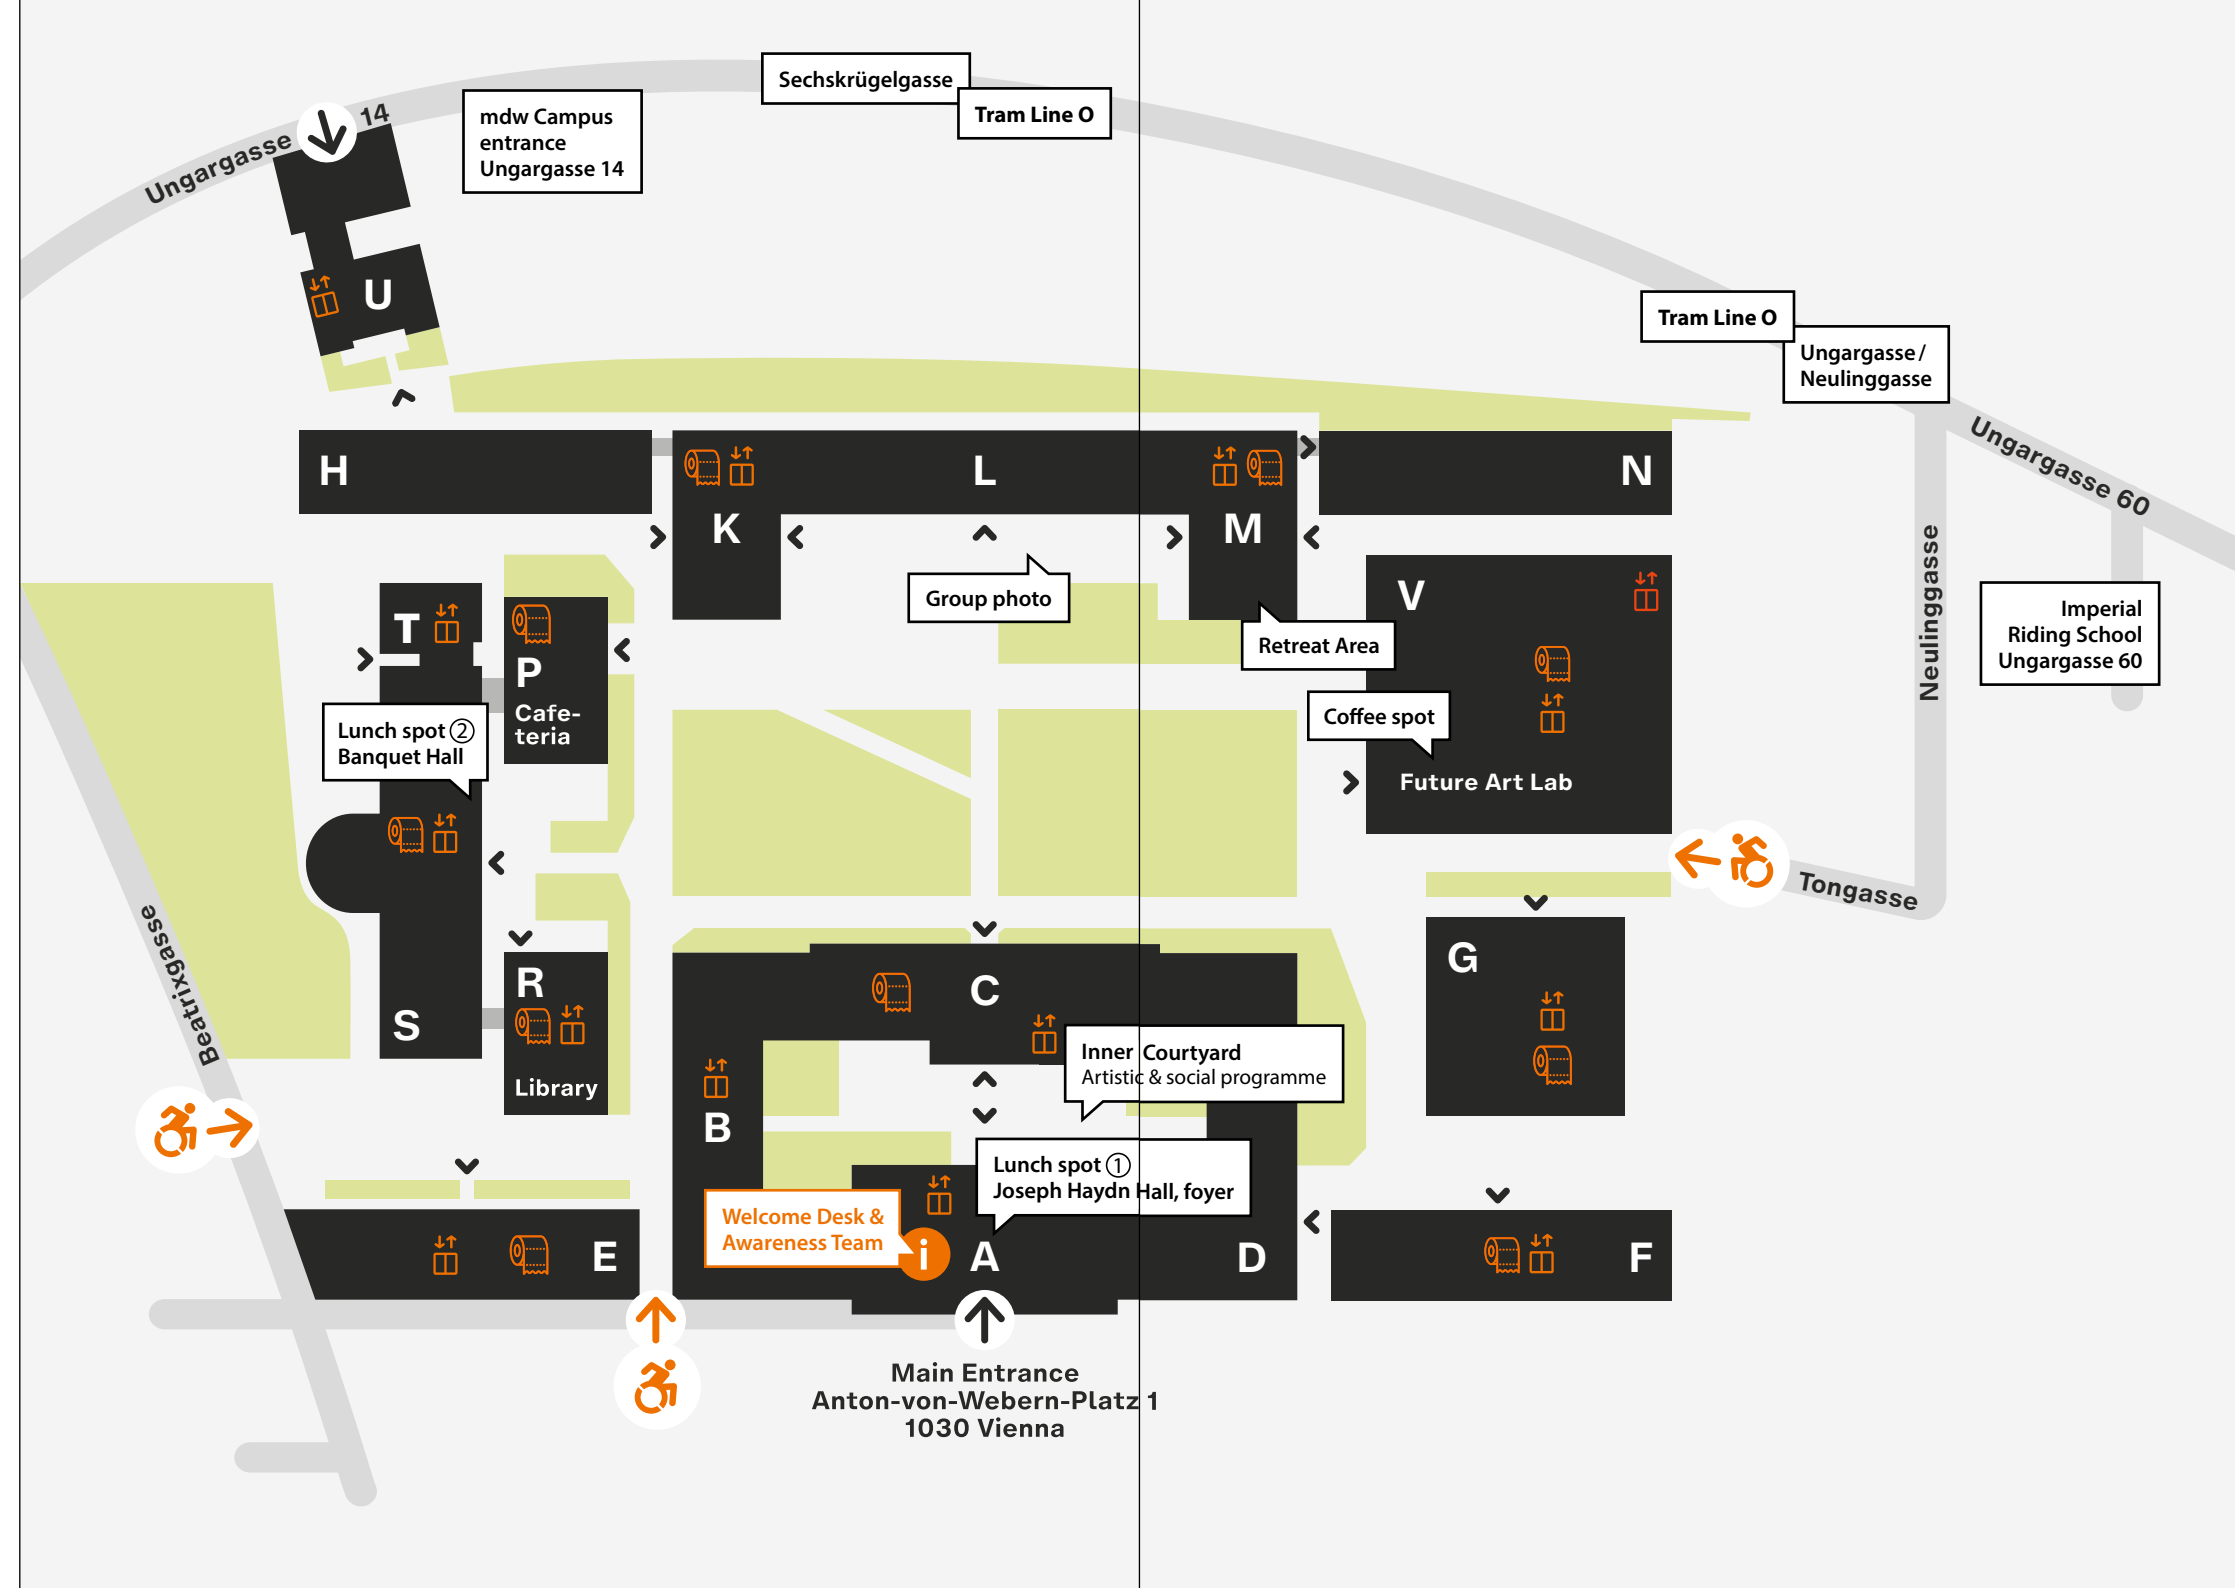 Sechskrügelgasse
Tram Line O
mdw Campus
entrance
Ungargasse 14
Ungargasse
14
U
Tram Line O
Ungargasse /
Neulinggasse
Ungargasse 60
H
K
L
M
N
Group photo
Retreat Area
V
Coffee spot
Future Art Lab
Neulinggasse
Imperial
Riding School
Ungargasse 60
T
P
Cafe-
teria
Lunch spot ②
Banquet Hall
Tongasse
Beatrixgasse
S
R
Library
C
G
Inner Courtyard
Artistic & social programme
B
Lunch spot ①
Joseph Haydn Hall, foyer
Welcome Desk &
Awareness Team
i
A
D
E
F
Main Entrance
Anton-von-Webern-Platz 1
1030 Vienna